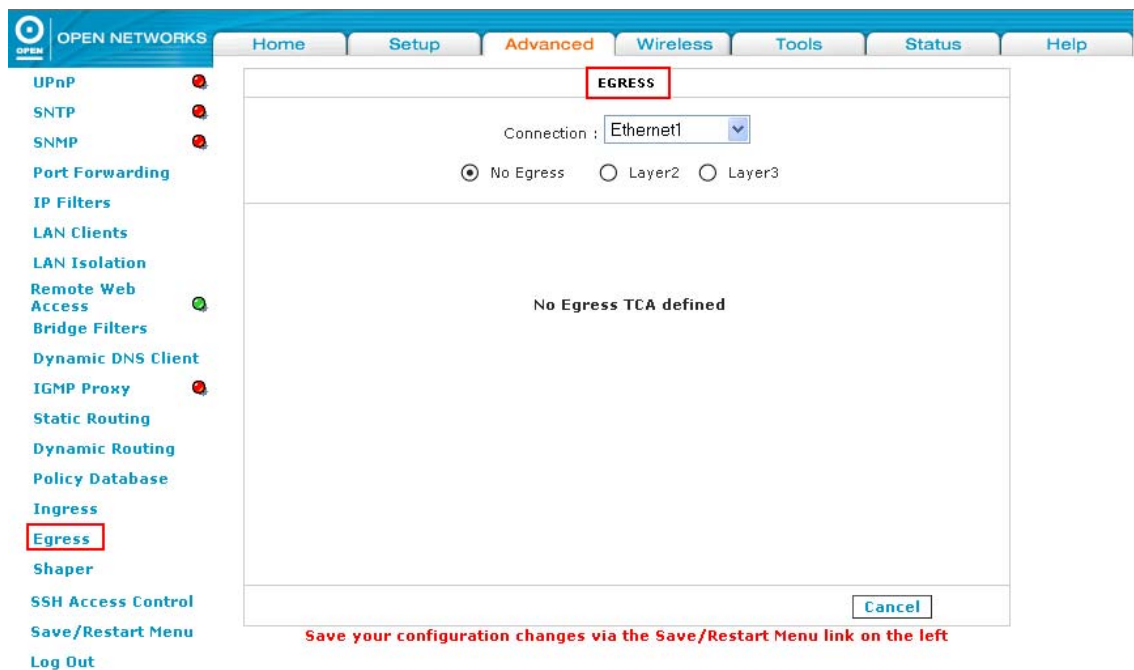 OPEN NETWORKS
OPEN
Home Setup Advanced Wireless Tools Status Help
UPnP
SNTP
SNMP
Port Forwarding
IP Filters
LAN Clients
LAN Isolation
Remote Web
Access
Bridge Filters
Dynamic DNS Client
IGMP Proxy
Static Routing
Dynamic Routing
Policy Database
Ingress
Egress
Shaper
SSH Access Control
Save/Restart Menu
Log Out
EGRESS
Connection : Ethernet1
No Egress Layer2 Layer3
No Egress TCA defined
Cancel
Save your configuration changes via the Save/Restart Menu link on the left